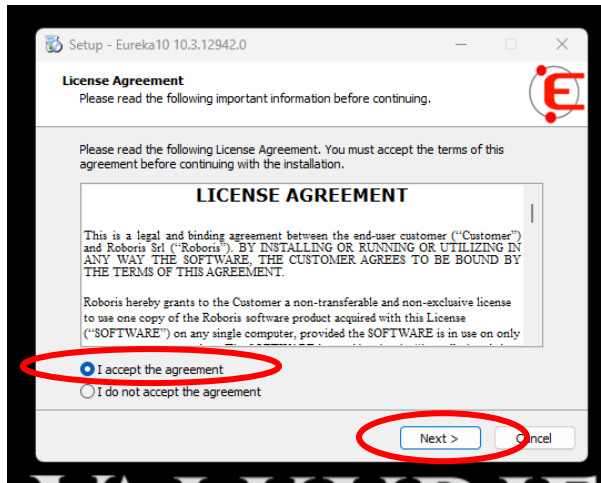 Setup - Eureka10 10.3.12942.0
License Agreement
Please read the following important information before continuing.
Please read the following License Agreement. You must accept the terms of this
agreement before continuing with the installation.
LICENSE AGREEMENT
This is a legal and binding agreement between the end-user customer (“Customer”)
and Roboris Srl (“Roboris”). BY INSTALLING OR RUNNING OR UTILIZING IN
ANY WAY THE SOFTWARE, THE CUSTOMER AGREES TO BE BOUND BY
THE TERMS OF THIS AGREEMENT.
Roboris hereby grants to the Customer a non-transferable and non-exclusive license
to use one copy of the Roboris software product acquired with this License
(“SOFTWARE”) on any single computer, provided the SOFTWARE is in use on only
I accept the agreement
I do not accept the agreement
Next >
Cancel